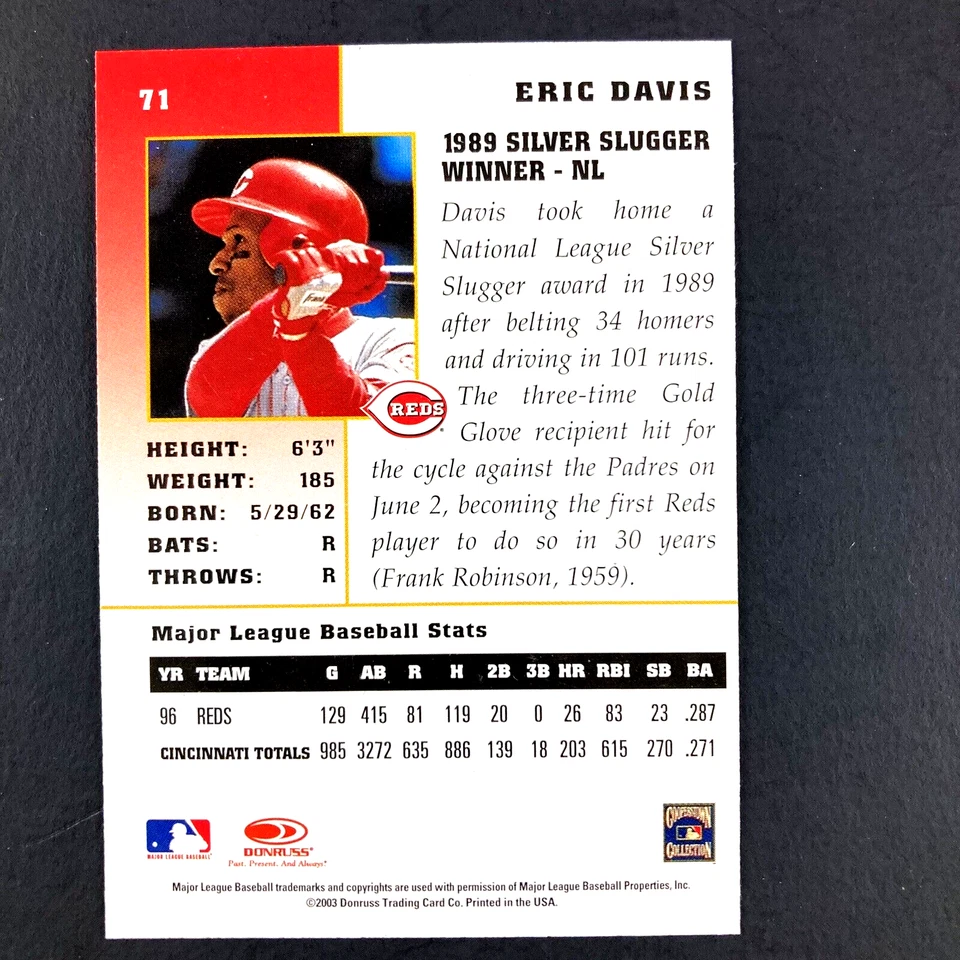 71
ERIC DAVIS
1989 SILVER SLUGGER
WINNER - NL
Davis took home a
National League Silver
Slugger award in 1989
after belting 34 homers
and driving in 101 runs.
The three-time Gold
Glove recipient hit for
the cycle against the Padres on
June 2, becoming the first Reds
player to do so in 30 years
(Frank Robinson, 1959).
C
Frank
REDS
HEIGHT: 6'3"
WEIGHT: 185
BORN: 5/29/62
BATS: R
THROWS: R
Major League Baseball Stats
YR TEAM G AB R H 2B 3B HR RBI SB BA
96 REDS 129 415 81 119 20 0 26 83 23 .287
CINCINNATI TOTALS 985 3272 635 886 139 18 203 615 270 .271
MAJOR LEAGUE BASEBALL
DONRUSS
Past. Present. And Always
COOPERSTOWN
COLLECTION
Major League Baseball trademarks and copyrights are used with permission of Major League Baseball Properties, Inc.
©2003 Donruss Trading Card Co. Printed in the USA.